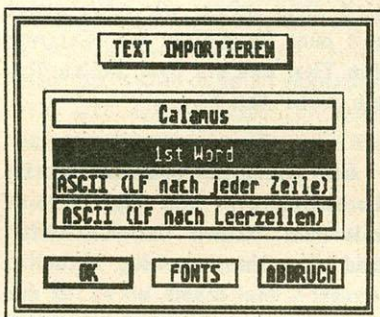 TEXT IMPORTIEREN
Calamus
1st Word
ASCII (LF nach jeder Zeile)
ASCII (LF nach Leerzeilen)
OK FONTS ABBRUCH